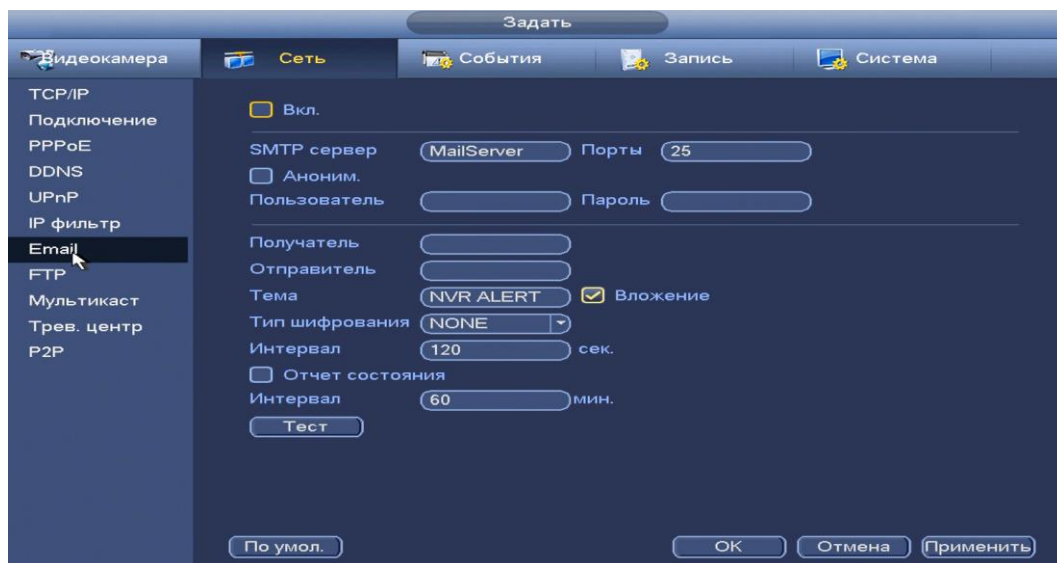 Задать
Видеокамера Сеть События Запись Система
TCP/IP
Подключение
PPPoE
DDNS
UPnP
IP фильтр
Email
FTP
Мультикаст
Трев. центр
P2P
Вкл.
SMTP сервер MailServer Порты 25
Аноним.
Пользователь Пароль
Получатель
Отправитель
Тема NVR ALERT Вложение
Тип шифрования NONE
Интервал 120 сек.
Отчет состояния
Интервал 60 мин.
Тест
По умол. OK Отмена Применить